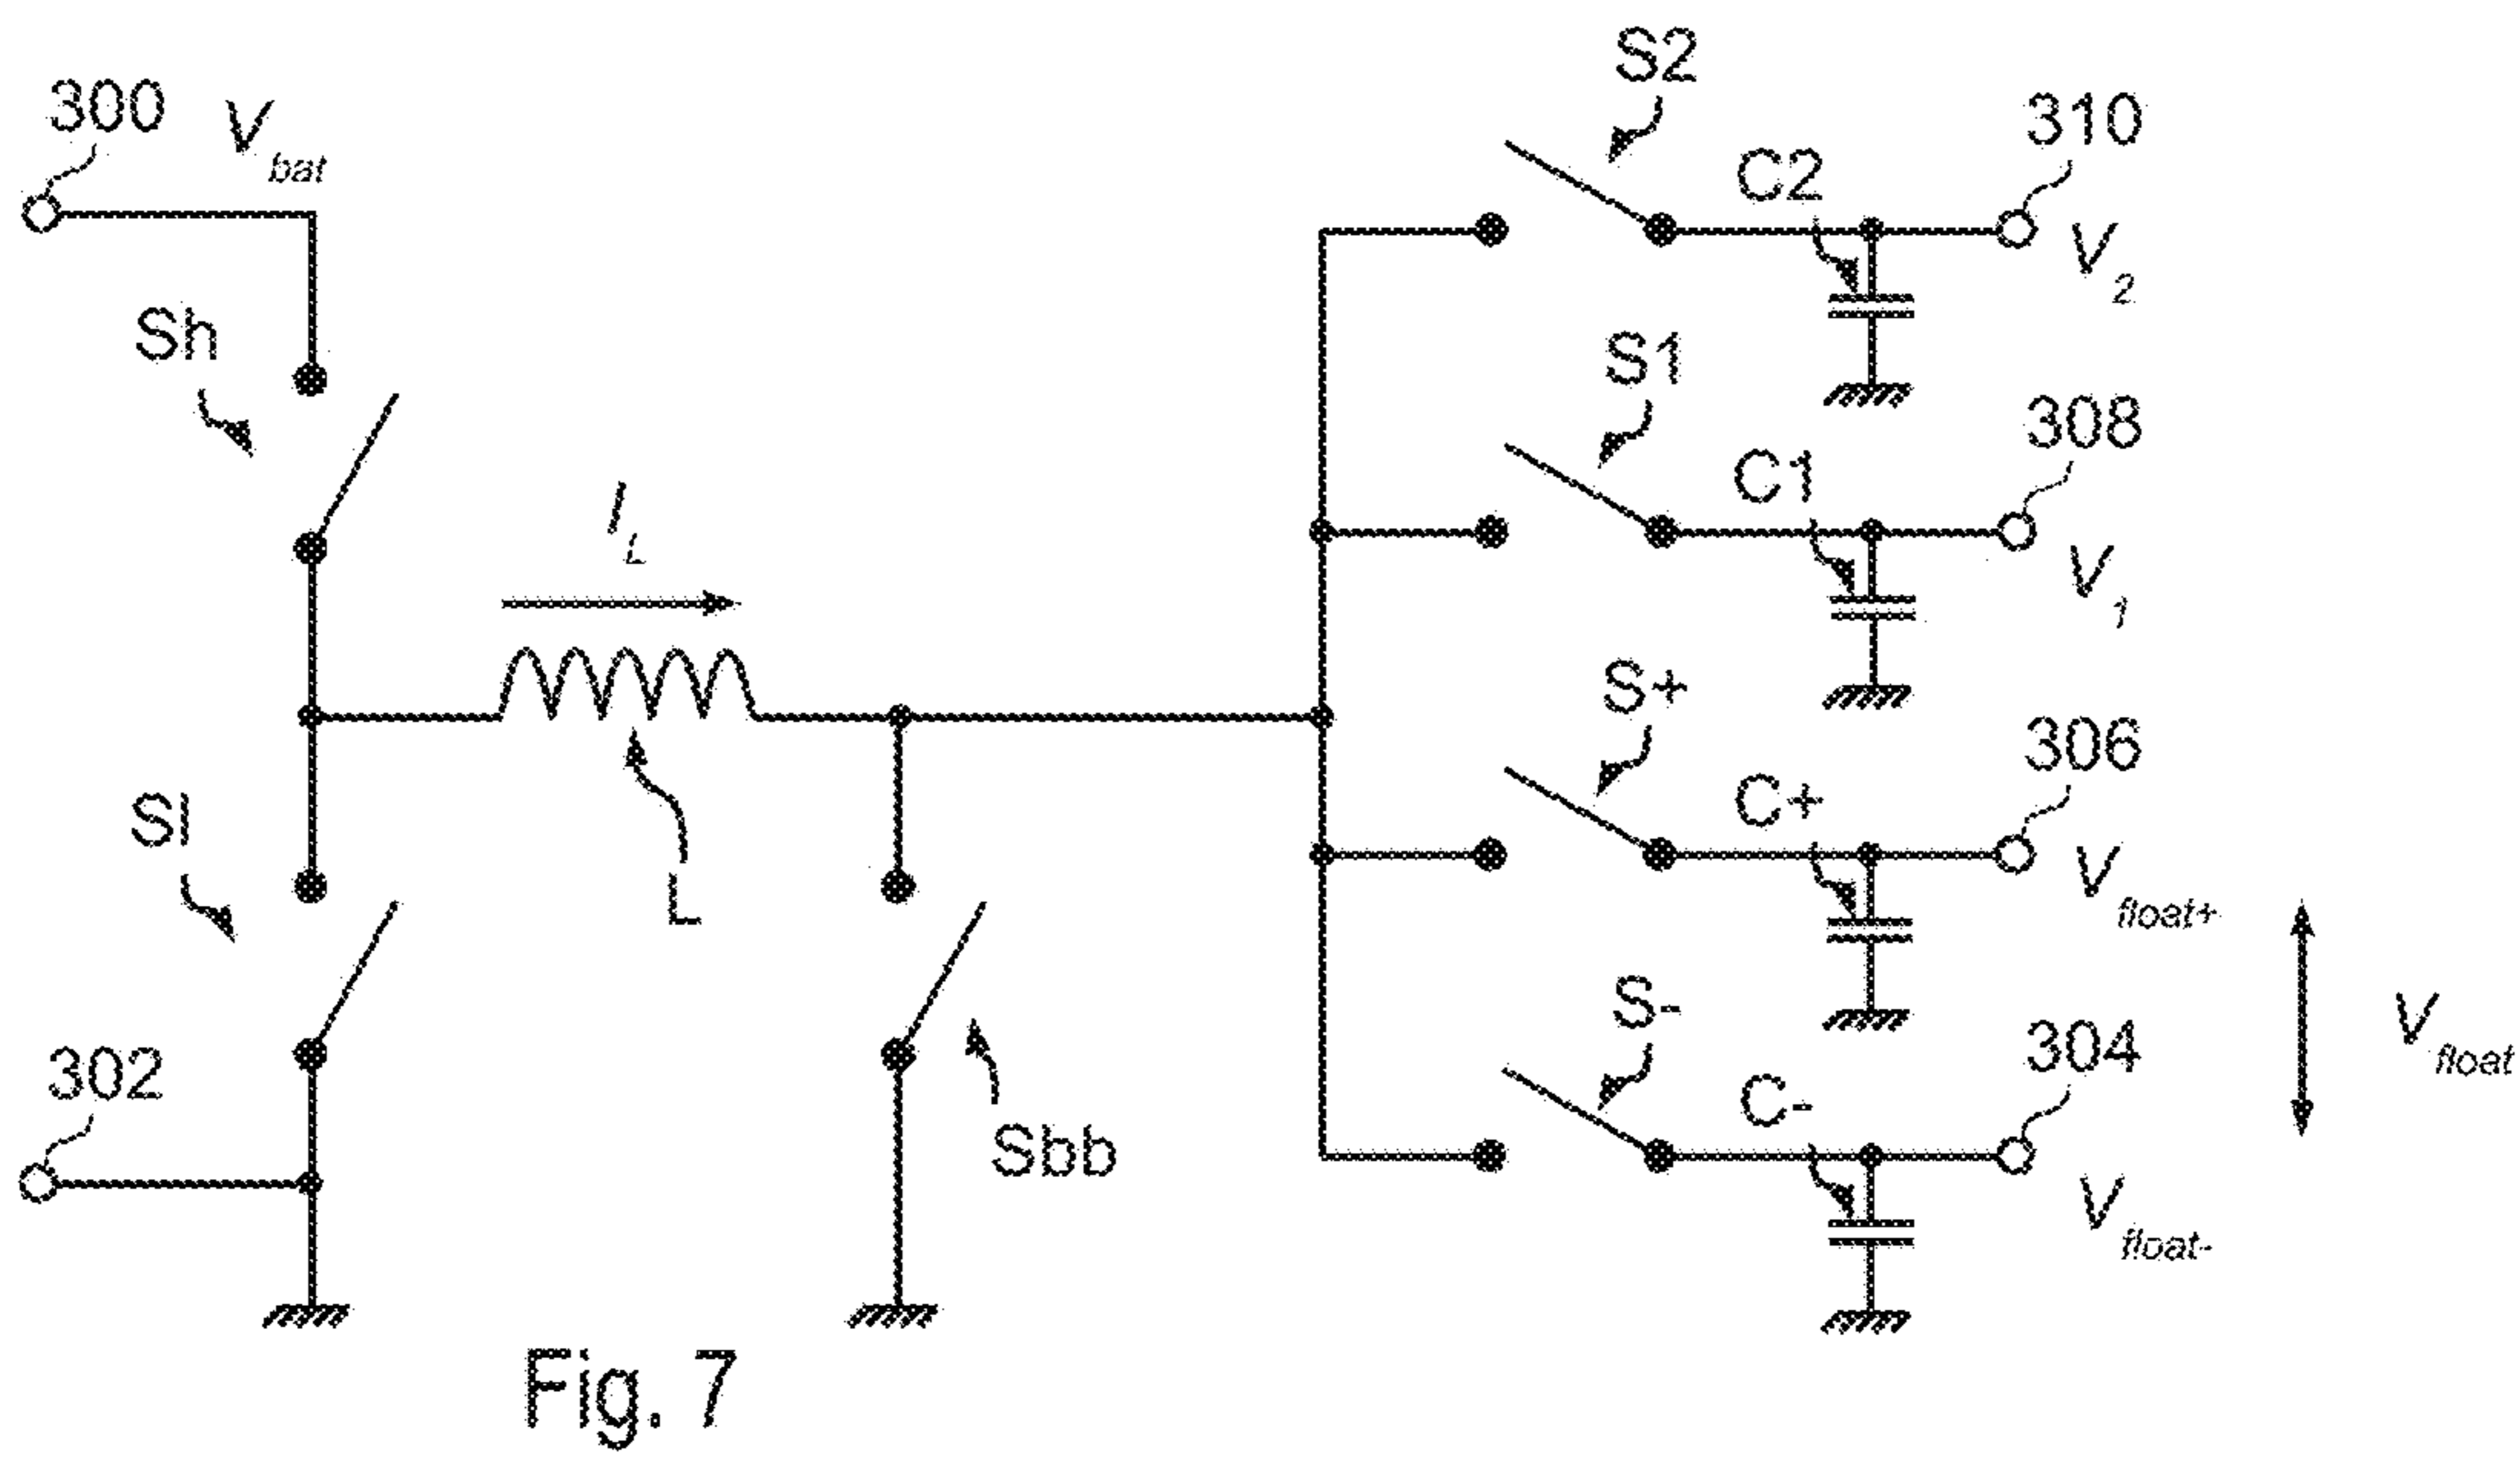 300
Vbat
Sh
IL
L
Sl
302
Sbb
S2
C2
310
V2
S1
C1
308
V1
S+
C+
306
Vfloat+
S-
C-
304
Vfloat-
Vfloat
Fig. 7